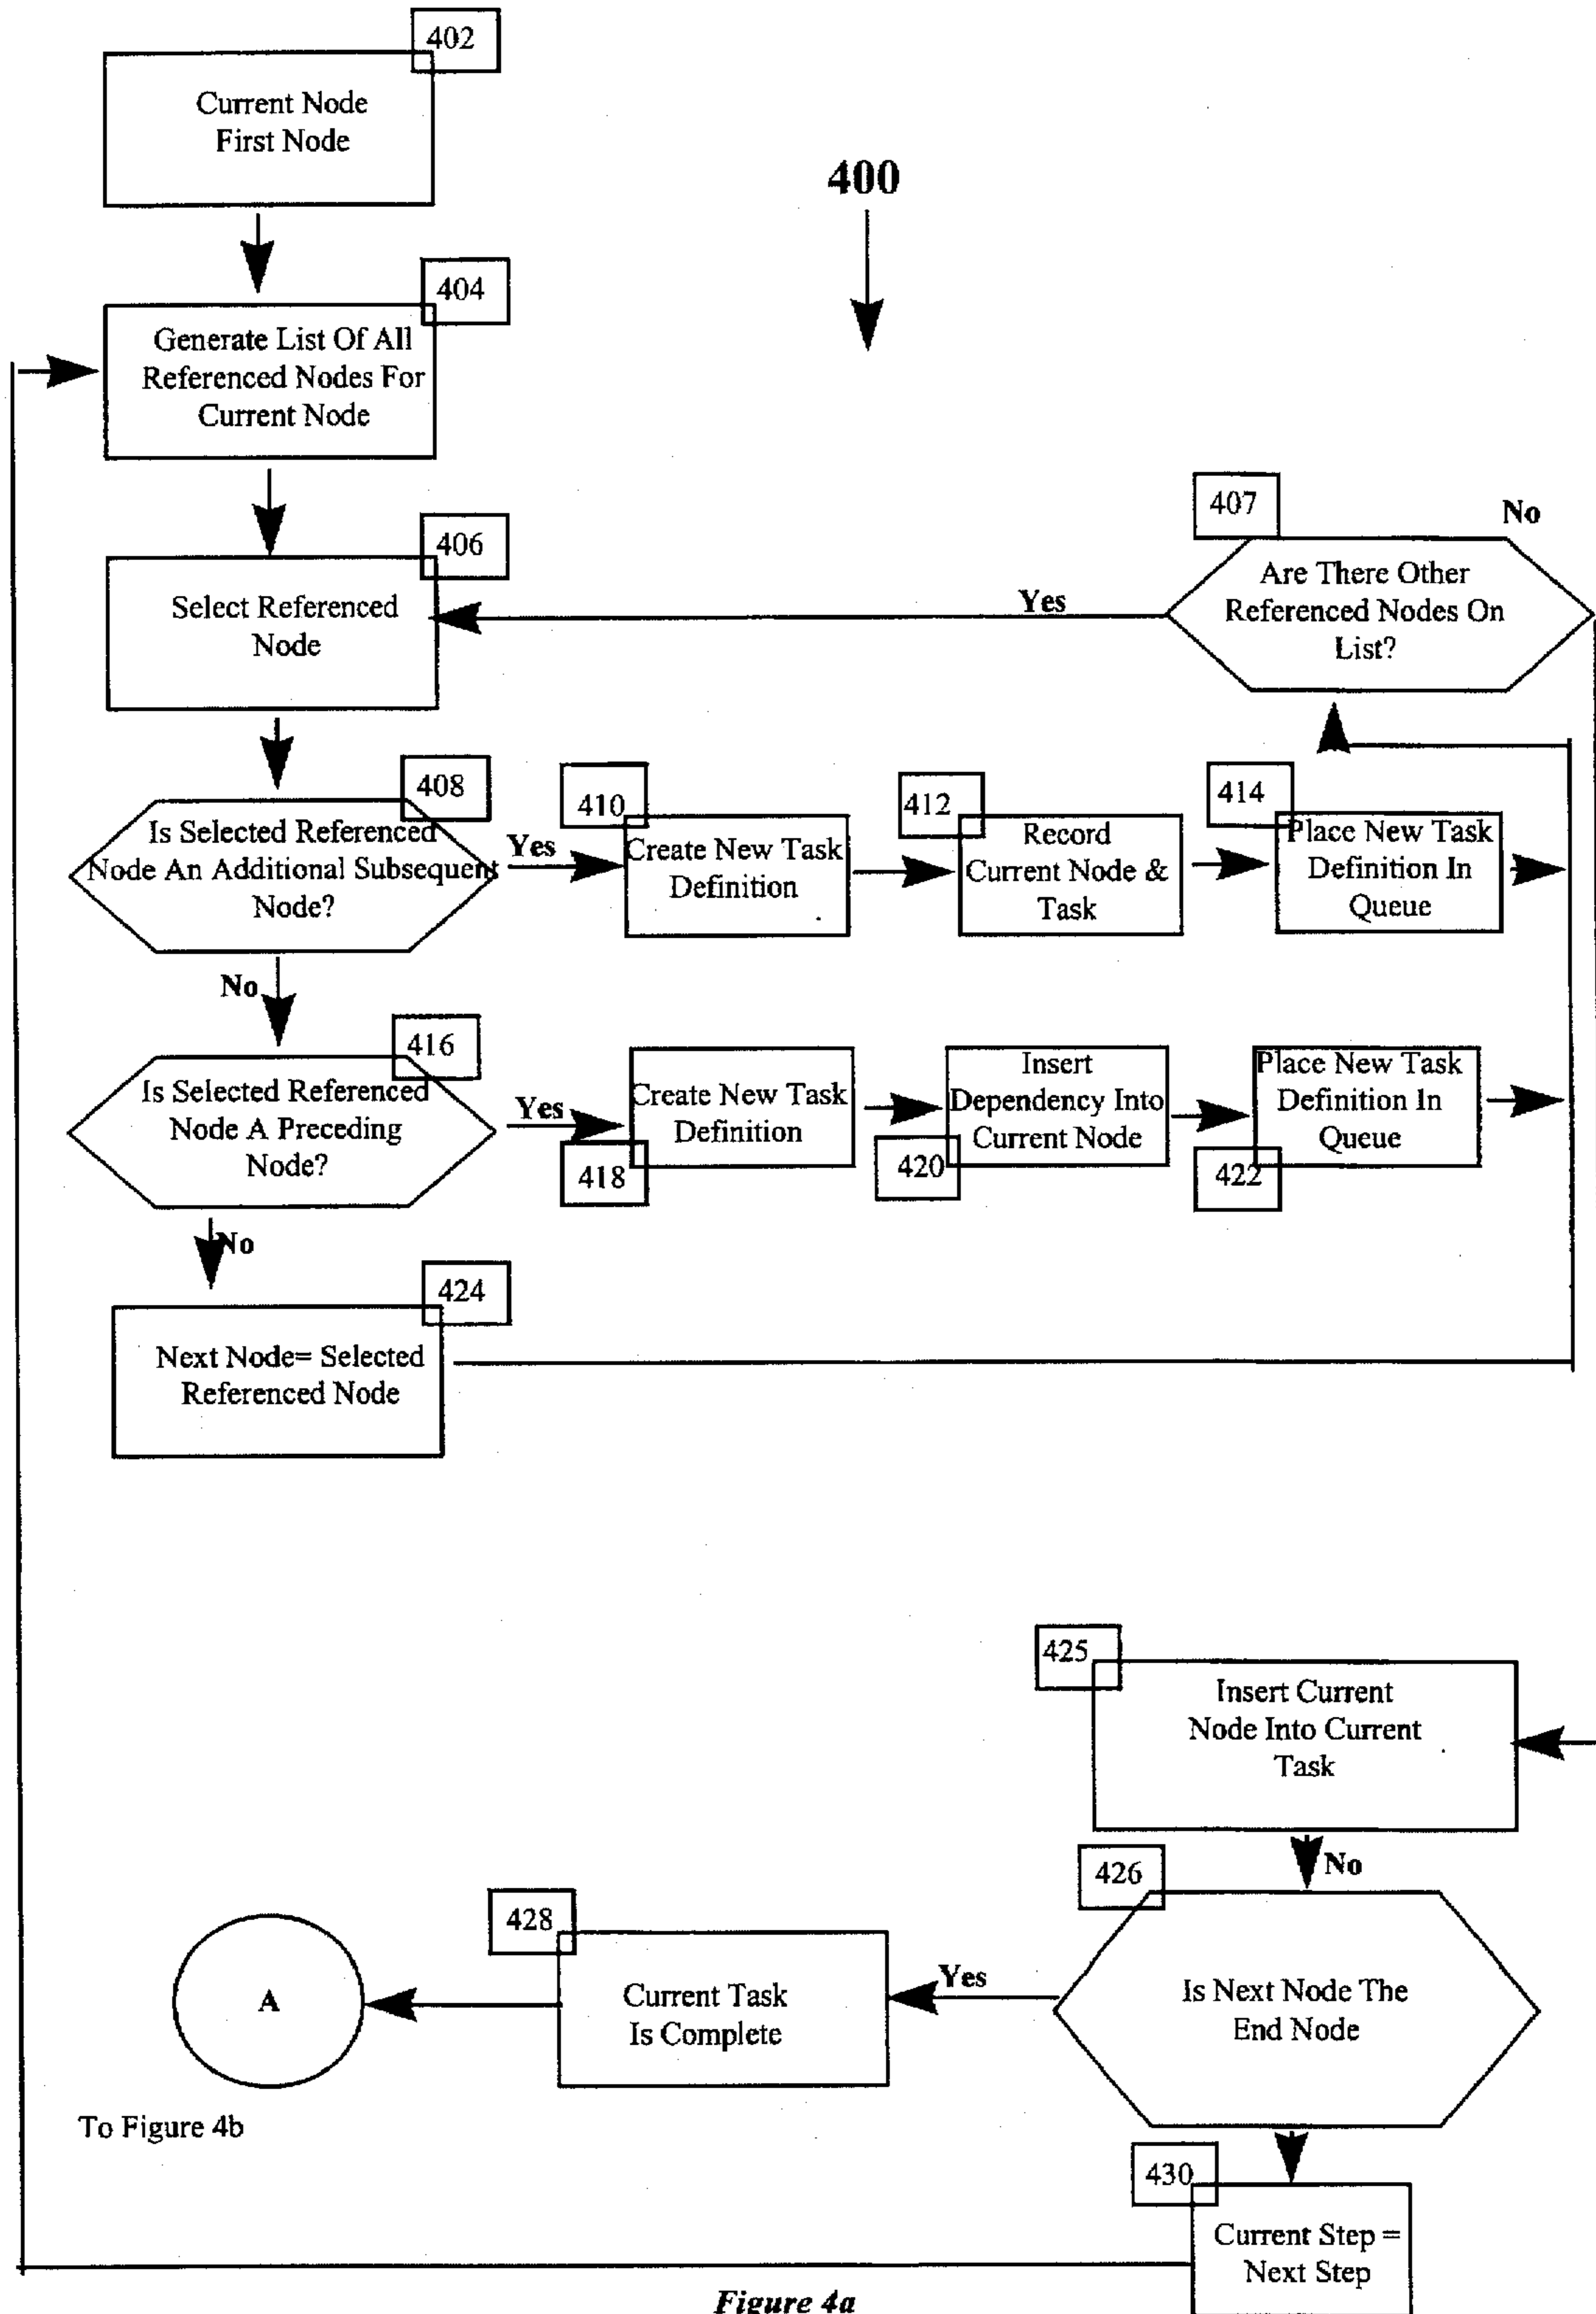 402
Current Node
First Node
400
404
Generate List Of All
Referenced Nodes For
Current Node
406
Select Referenced
Node
Yes
407
No
Are There Other
Referenced Nodes On
List?
408
Is Selected Referenced
Node An Additional Subsequent
Node?
Yes
410
Create New Task
Definition
412
Record
Current Node &
Task
414
Place New Task
Definition In
Queue
No
416
Is Selected Referenced
Node A Preceding
Node?
Yes
Create New Task
Definition
418
Insert
Dependency Into
Current Node
420
Place New Task
Definition In
Queue
422
No
424
Next Node= Selected
Referenced Node
425
Insert Current
Node Into Current
Task
No
426
Is Next Node The
End Node
Yes
428
Current Task
Is Complete
A
To Figure 4b
430
Current Step =
Next Step
Figure 4a